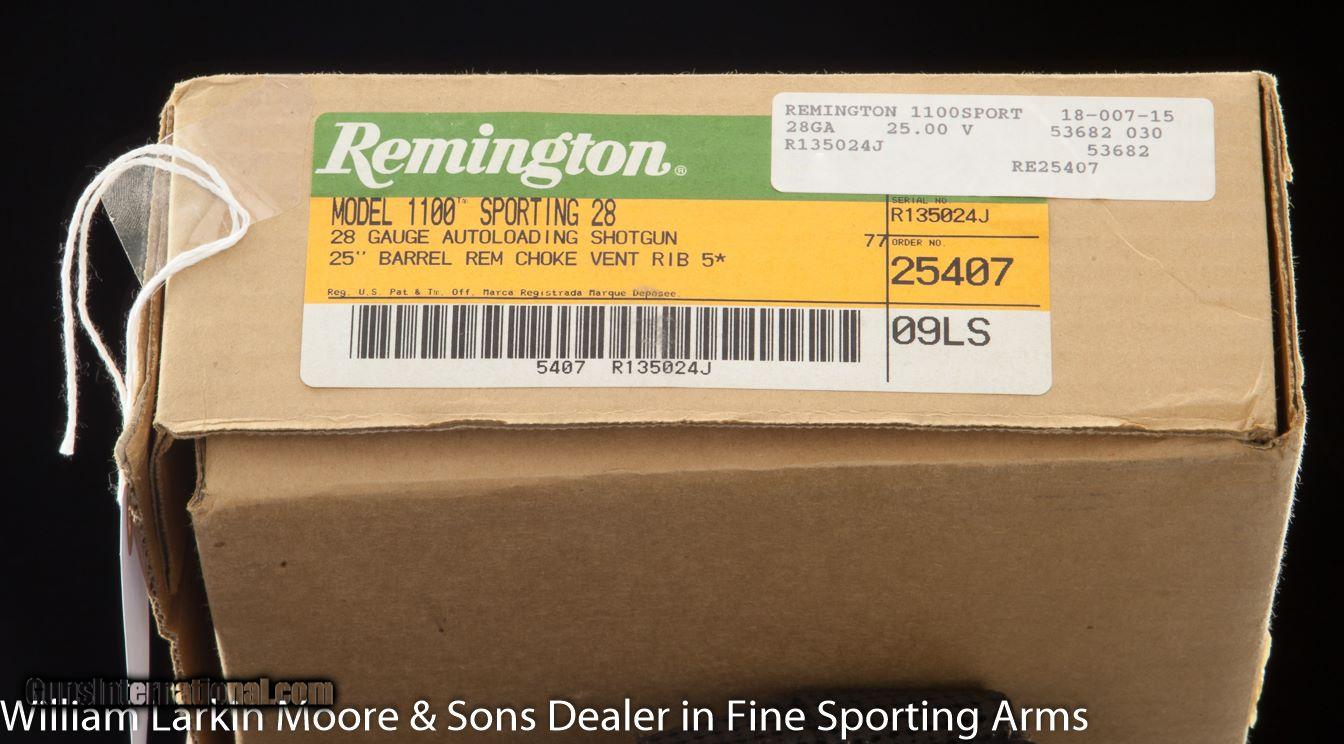 REMINGTON 1100SPORT 18-007-15
28GA 25.00 V 53682 030
R135024J 53682
RE25407
Remington®
MODEL 1100™ SPORTING 28
28 GAUGE AUTOLOADING SHOTGUN
25" BARREL REM CHOKE VENT RIB 5*
77
Reg. U.S. Pat & Tm. Off. Marca Registrada Marque Deposee.
SERIAL NO
R135024J
ORDER NO.
25407
09LS
5407 R135024J
GunsInternational.com
William Larkin Moore & Sons Dealer in Fine Sporting Arms